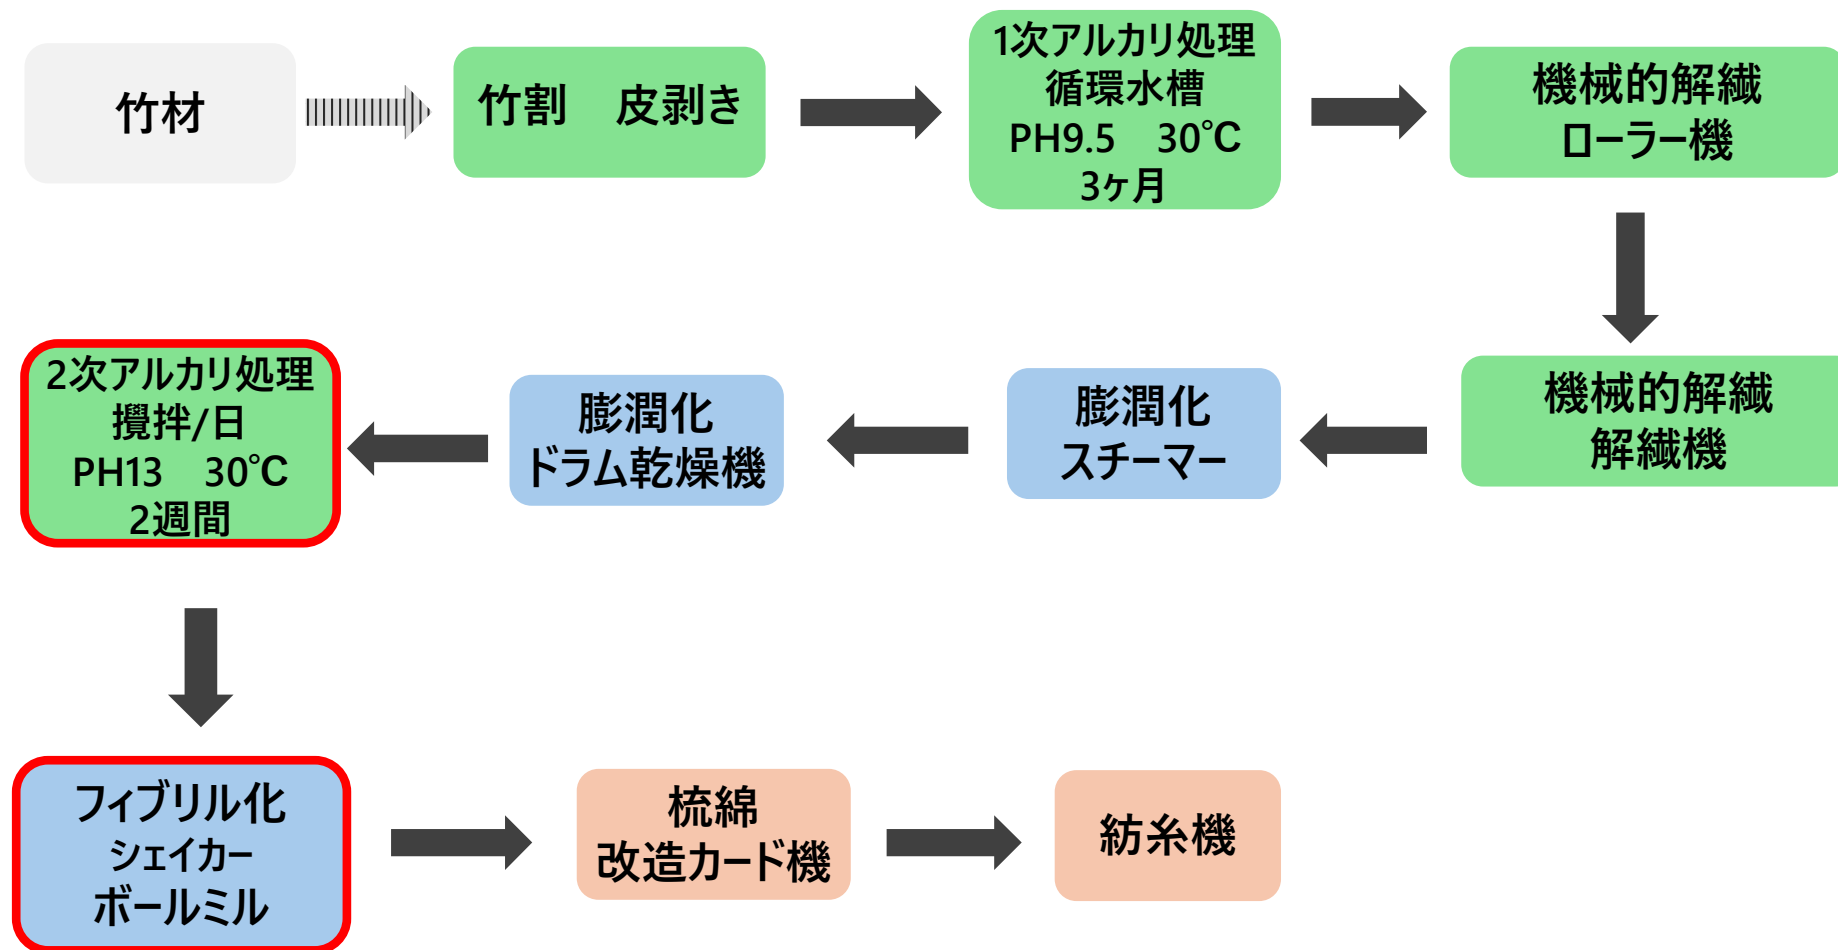 竹材
竹割　皮剥き
1次アルカリ処理
循環水槽
PH9.5　30℃
3ヶ月
機械的解繊
ローラー機
機械的解繊
解繊機
膨潤化
スチーマー
膨潤化
ドラム乾燥機
2次アルカリ処理
攪拌/日
PH13　30℃
2週間
フィブリル化
シェイカー
ボールミル
梳綿
改造カード機
紡糸機